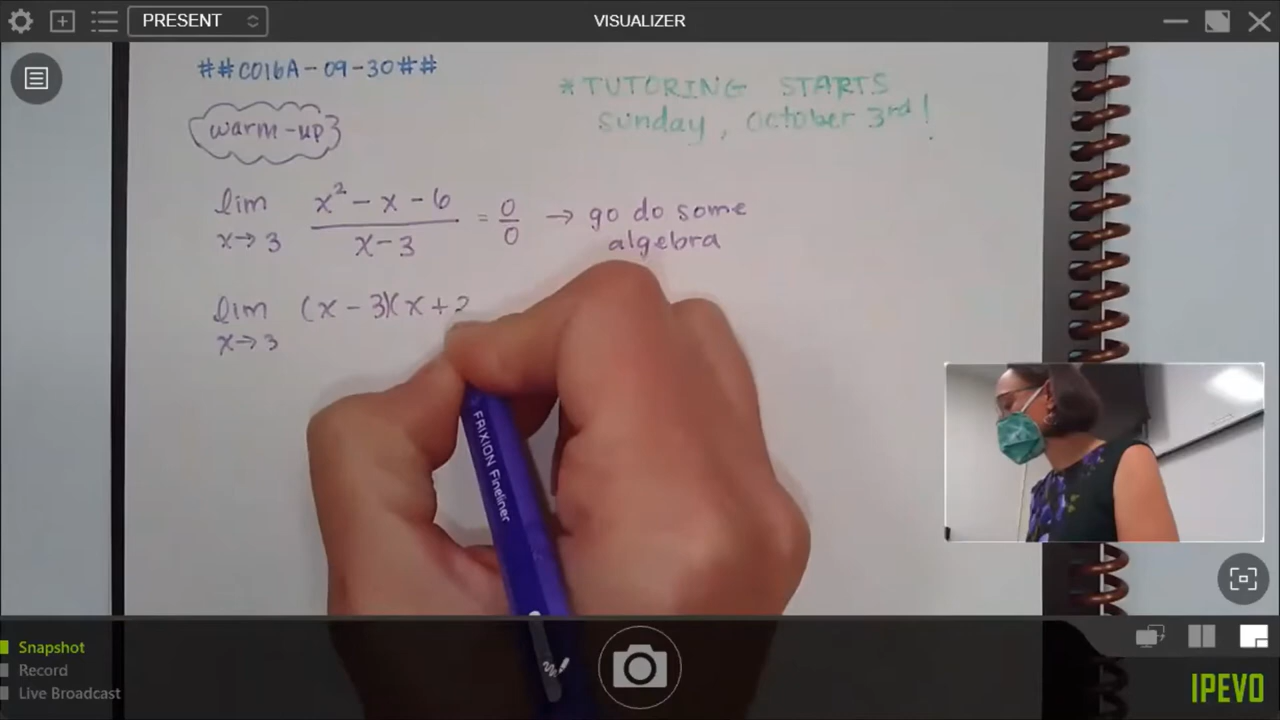 PRESENT
VISUALIZER
##C016A-09-30##
*TUTORING STARTS
sunday, october 3rd!
warm-up
lim x→3 (x² - x - 6)/(x - 3) = 0/0 → go do some
algebra
lim x→3 (x - 3)(x + 2
FRIXION Fineliner
Snapshot
Record
Live Broadcast
IPEVO